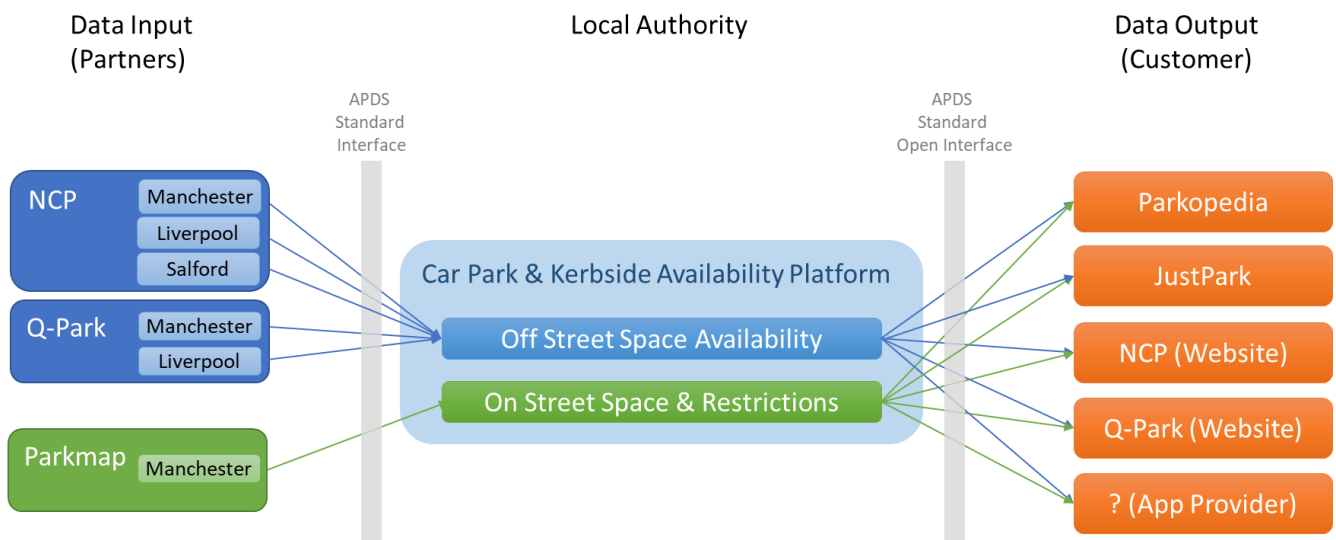 Data Input
(Partners)
Local Authority
Data Output
(Customer)
APDS
Standard
Interface
APDS
Standard
Open Interface
NCP
Manchester
Liverpool
Salford
Q-Park
Manchester
Liverpool
Parkmap
Manchester
Car Park & Kerbside Availability Platform
Off Street Space Availability
On Street Space & Restrictions
Parkopedia
JustPark
NCP (Website)
Q-Park (Website)
? (App Provider)